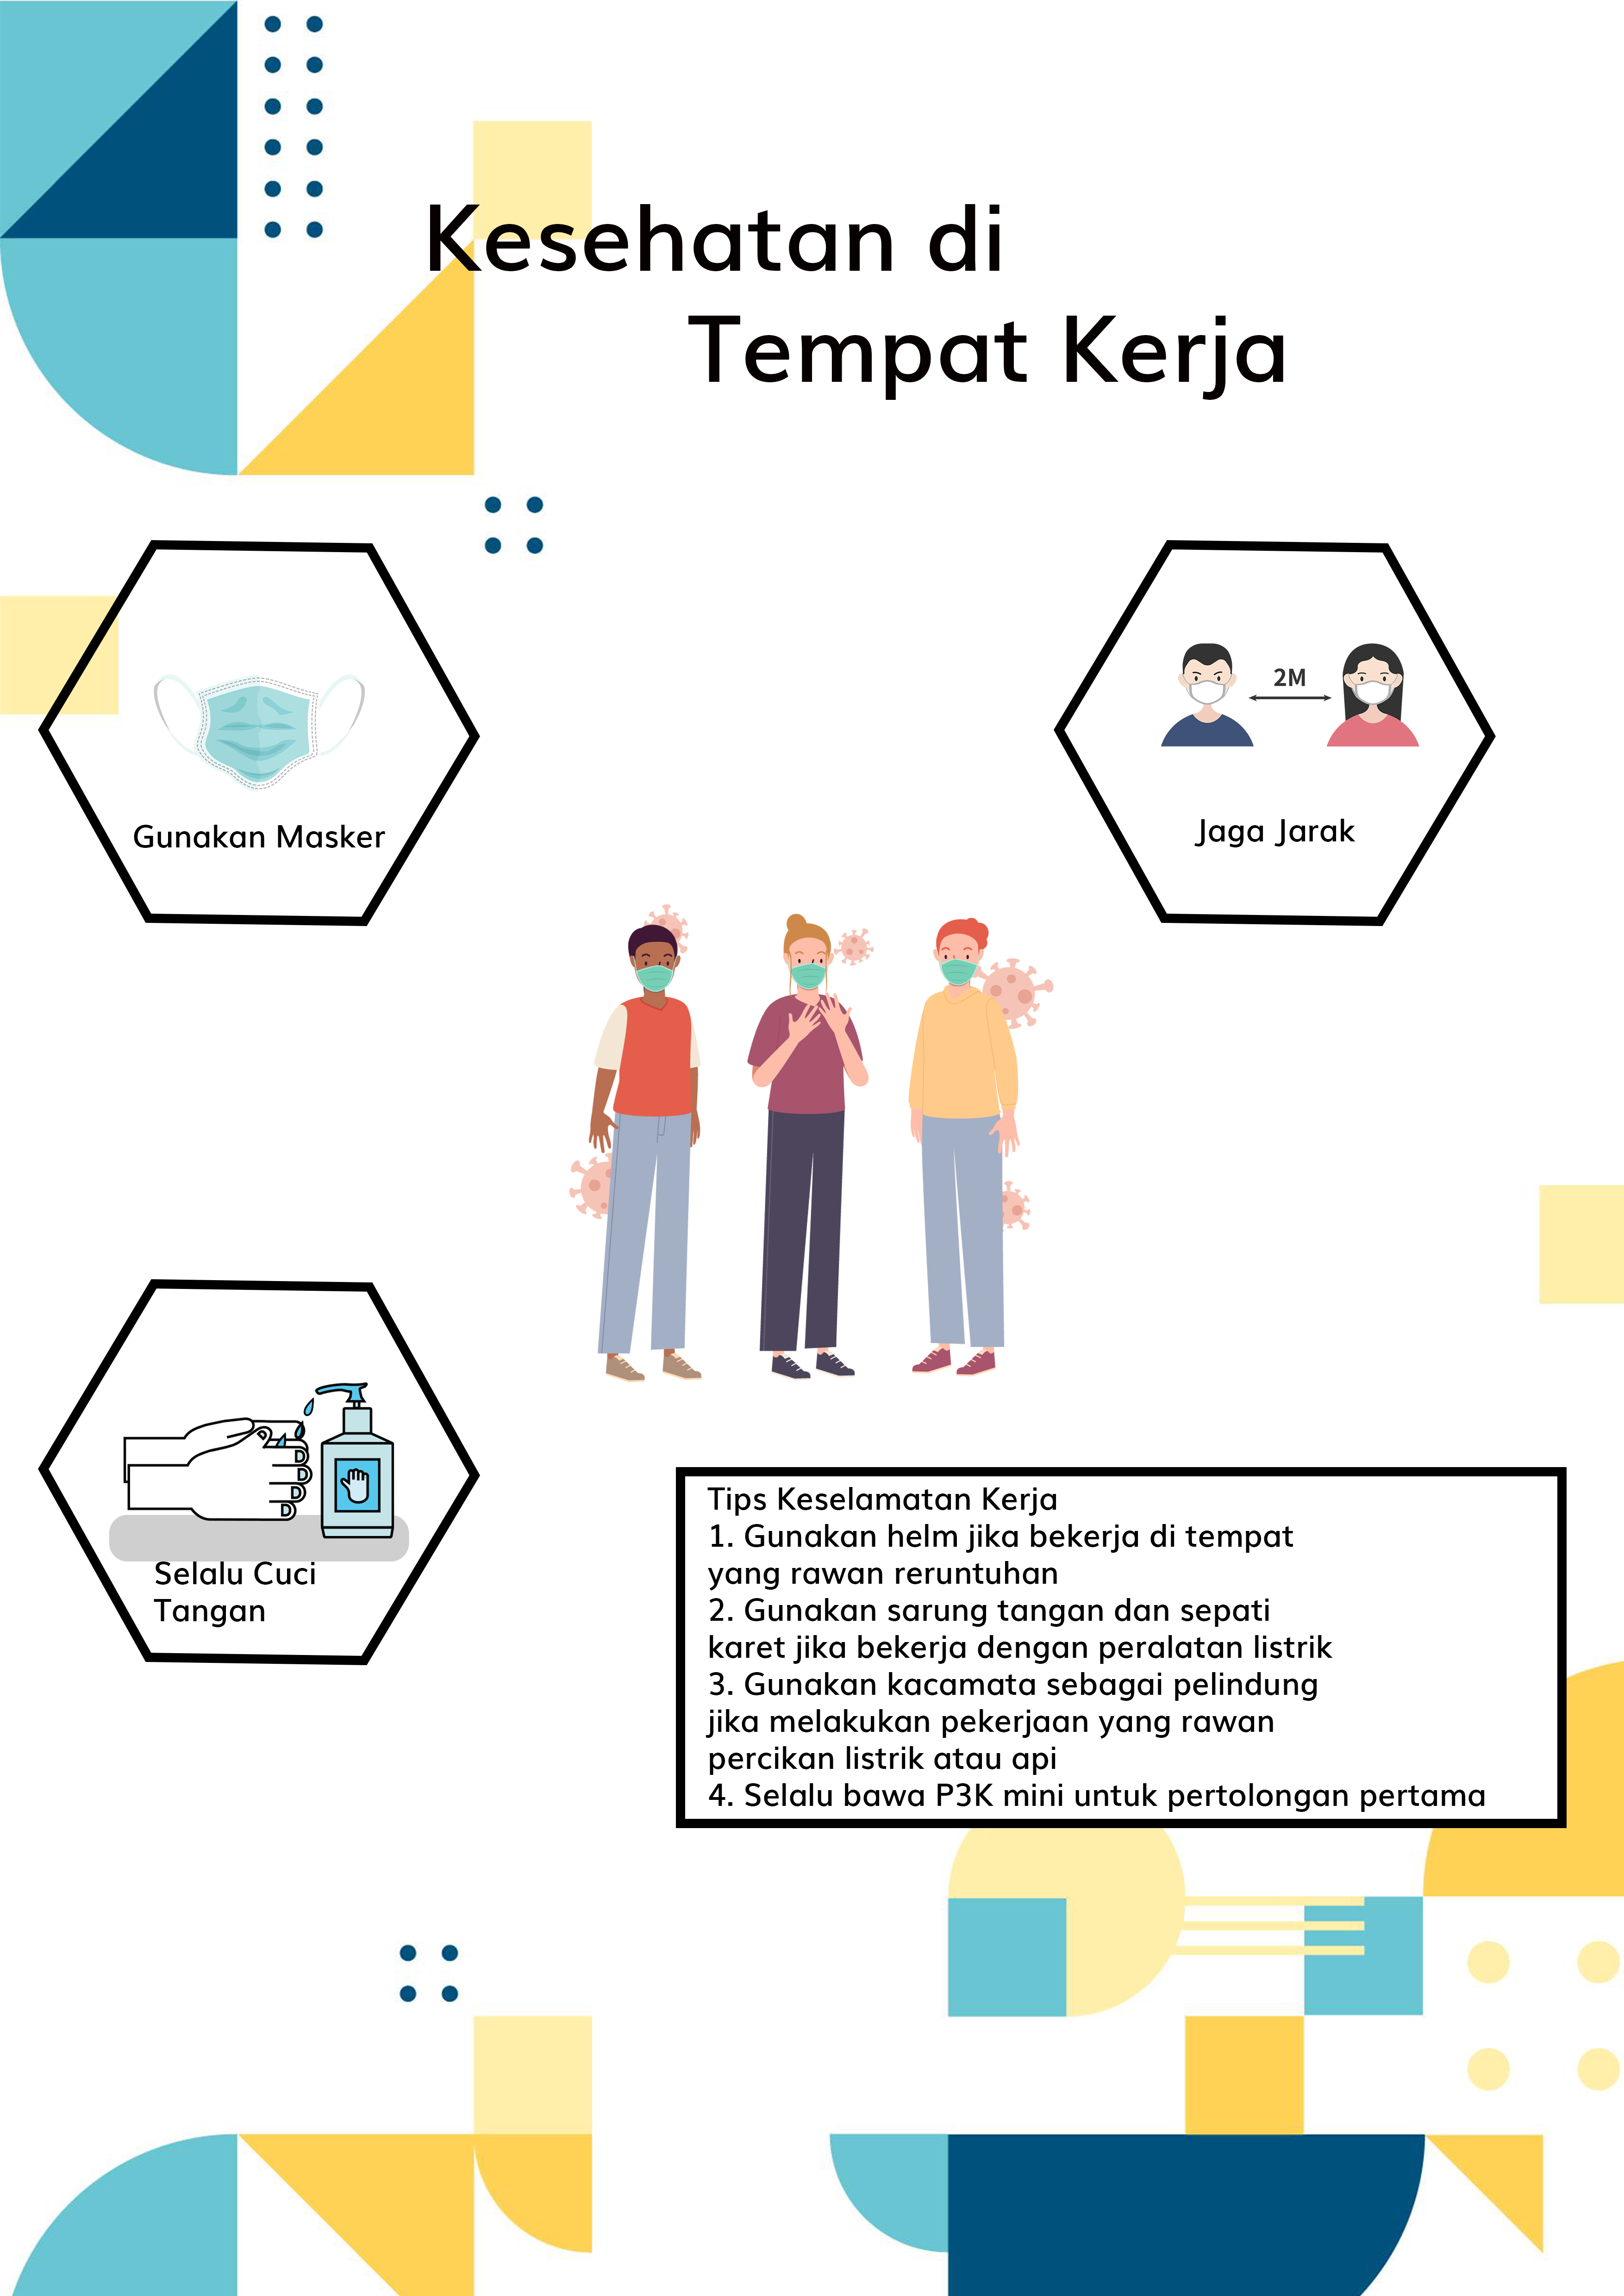 Kesehatan di
Tempat Kerja
Gunakan Masker
2M
Jaga Jarak
Selalu Cuci
Tangan
Tips Keselamatan Kerja
1. Gunakan helm jika bekerja di tempat
yang rawan reruntuhan
2. Gunakan sarung tangan dan sepati
karet jika bekerja dengan peralatan listrik
3. Gunakan kacamata sebagai pelindung
jika melakukan pekerjaan yang rawan
percikan listrik atau api
4. Selalu bawa P3K mini untuk pertolongan pertama